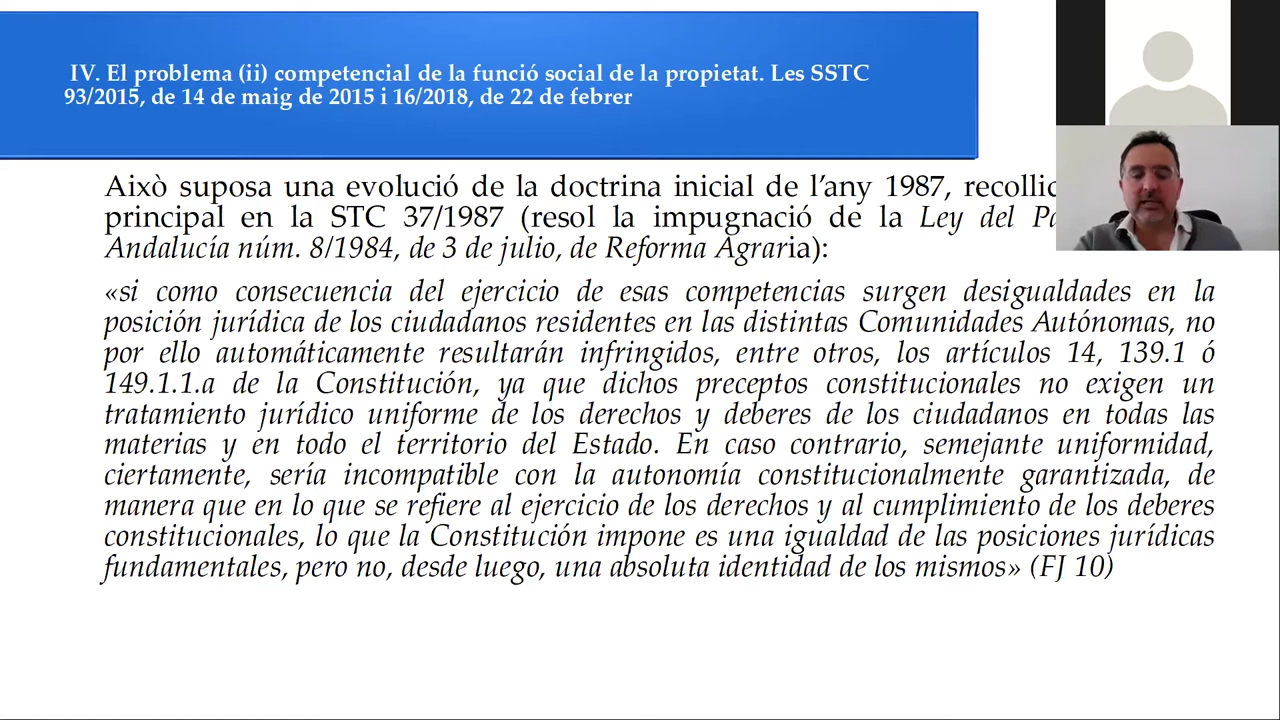 IV. El problema (ii) competencial de la funció social de la propietat. Les SSTC
93/2015, de 14 de maig de 2015 i 16/2018, de 22 de febrer
Això suposa una evolució de la doctrina inicial de l’any 1987,
principal en la STC 37/1987 (resol la impugnació de la Ley del
Andalucía núm. 8/1984, de 3 de julio, de Reforma Agraria):
«si como consecuencia del ejercicio de esas competencias surgen desigualdades en la
posición jurídica de los ciudadanos residentes en las distintas Comunidades Autónomas, no
por ello automáticamente resultarán infringidos, entre otros, los artículos 14, 139.1 ó
149.1.1.a de la Constitución, ya que dichos preceptos constitucionales no exigen un
tratamiento jurídico uniforme de los derechos y deberes de los ciudadanos en todas las
materias y en todo el territorio del Estado. En caso contrario, semejante uniformidad,
ciertamente, sería incompatible con la autonomía constitucionalmente garantizada, de
manera que en lo que se refiere al ejercicio de los derechos y al cumplimiento de los deberes
constitucionales, lo que la Constitución impone es una igualdad de las posiciones jurídicas
fundamentales, pero no, desde luego, una absoluta identidad de los mismos» (FJ 10)